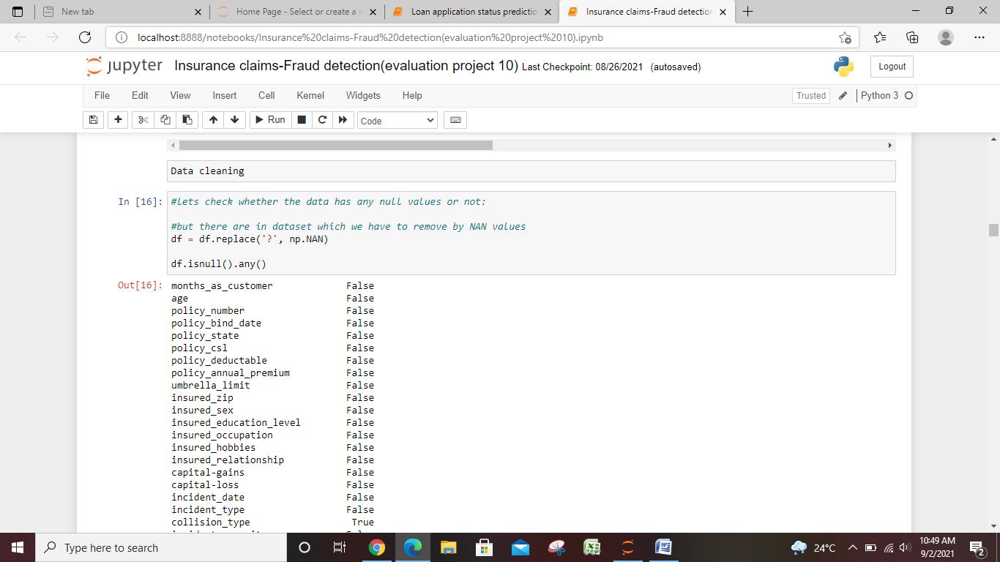 New tab
Home Page - Select or create a n
Loan application status predictio
Insurance claims-Fraud detection
localhost:8888/notebooks/Insurance%20claims-Fraud%20detection(evaluation%20project%2010).ipynb
jupyter Insurance claims-Fraud detection(evaluation project 10) Last Checkpoint: 08/26/2021 (autosaved)
Logout
File Edit View Insert Cell Kernel Widgets Help
Trusted Python 3
Run Code
Data cleaning
In [16]: #lets check whether the data has any null values or not:
#but there are in dataset which we have to remove by NAN values
df = df.replace('?', np.NAN)
df.isnull().any()
Out[16]: months_as_customer False
age False
policy_number False
policy_bind_date False
policy_state False
policy_csl False
policy_deductable False
policy_annual_premium False
umbrella_limit False
insured_zip False
insured_sex False
insured_education_level False
insured_occupation False
insured_hobbies False
insured_relationship False
capital-gains False
capital-loss False
incident_date False
incident_type False
collision_type True
Type here to search
24°C
10:49 AM
9/2/2021
2